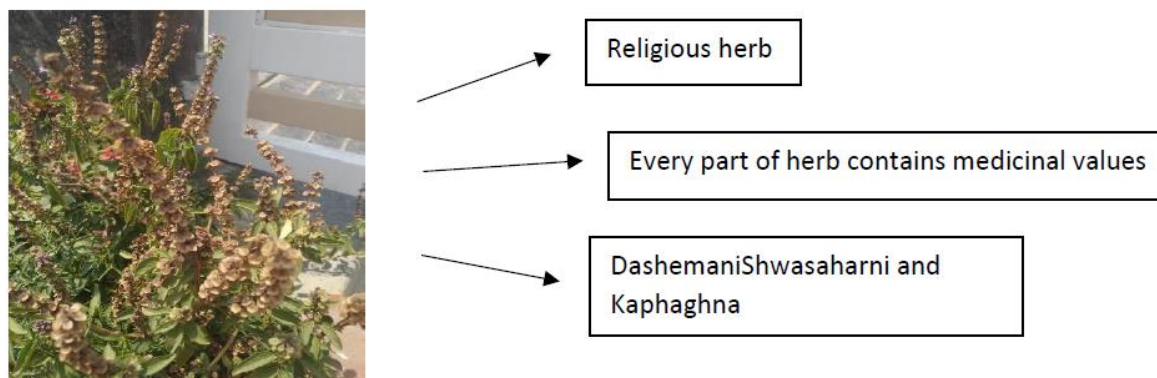 Religious herb
Every part of herb contains medicinal values
DashemaniShwasaharni and
Kaphaghna